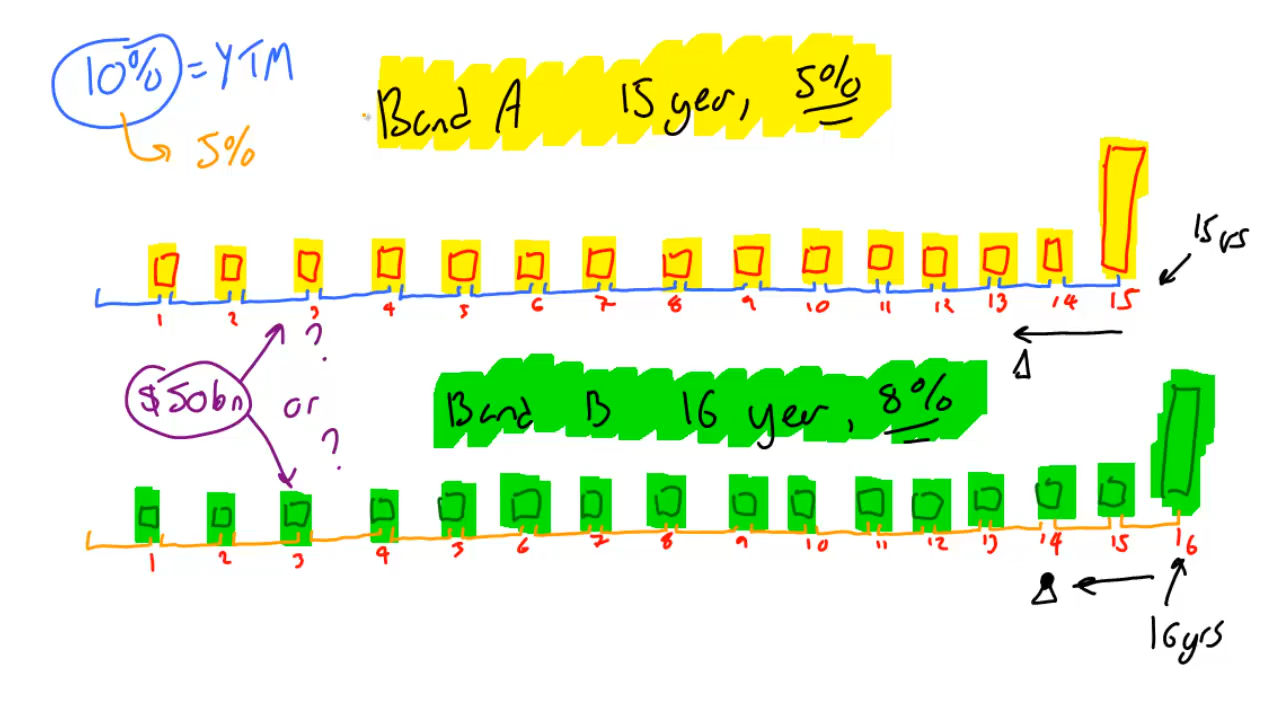 10% = YTM
5%
Bond A 15 year, 5%
15 yrs
1 2 3 4 5 6 7 8 9 10 11 12 13 14 15
Δ
?
$50bn or
?
Bond B 16 year, 8%
1 2 3 4 5 6 7 8 9 10 11 12 13 14 15 16
Δ
16yrs